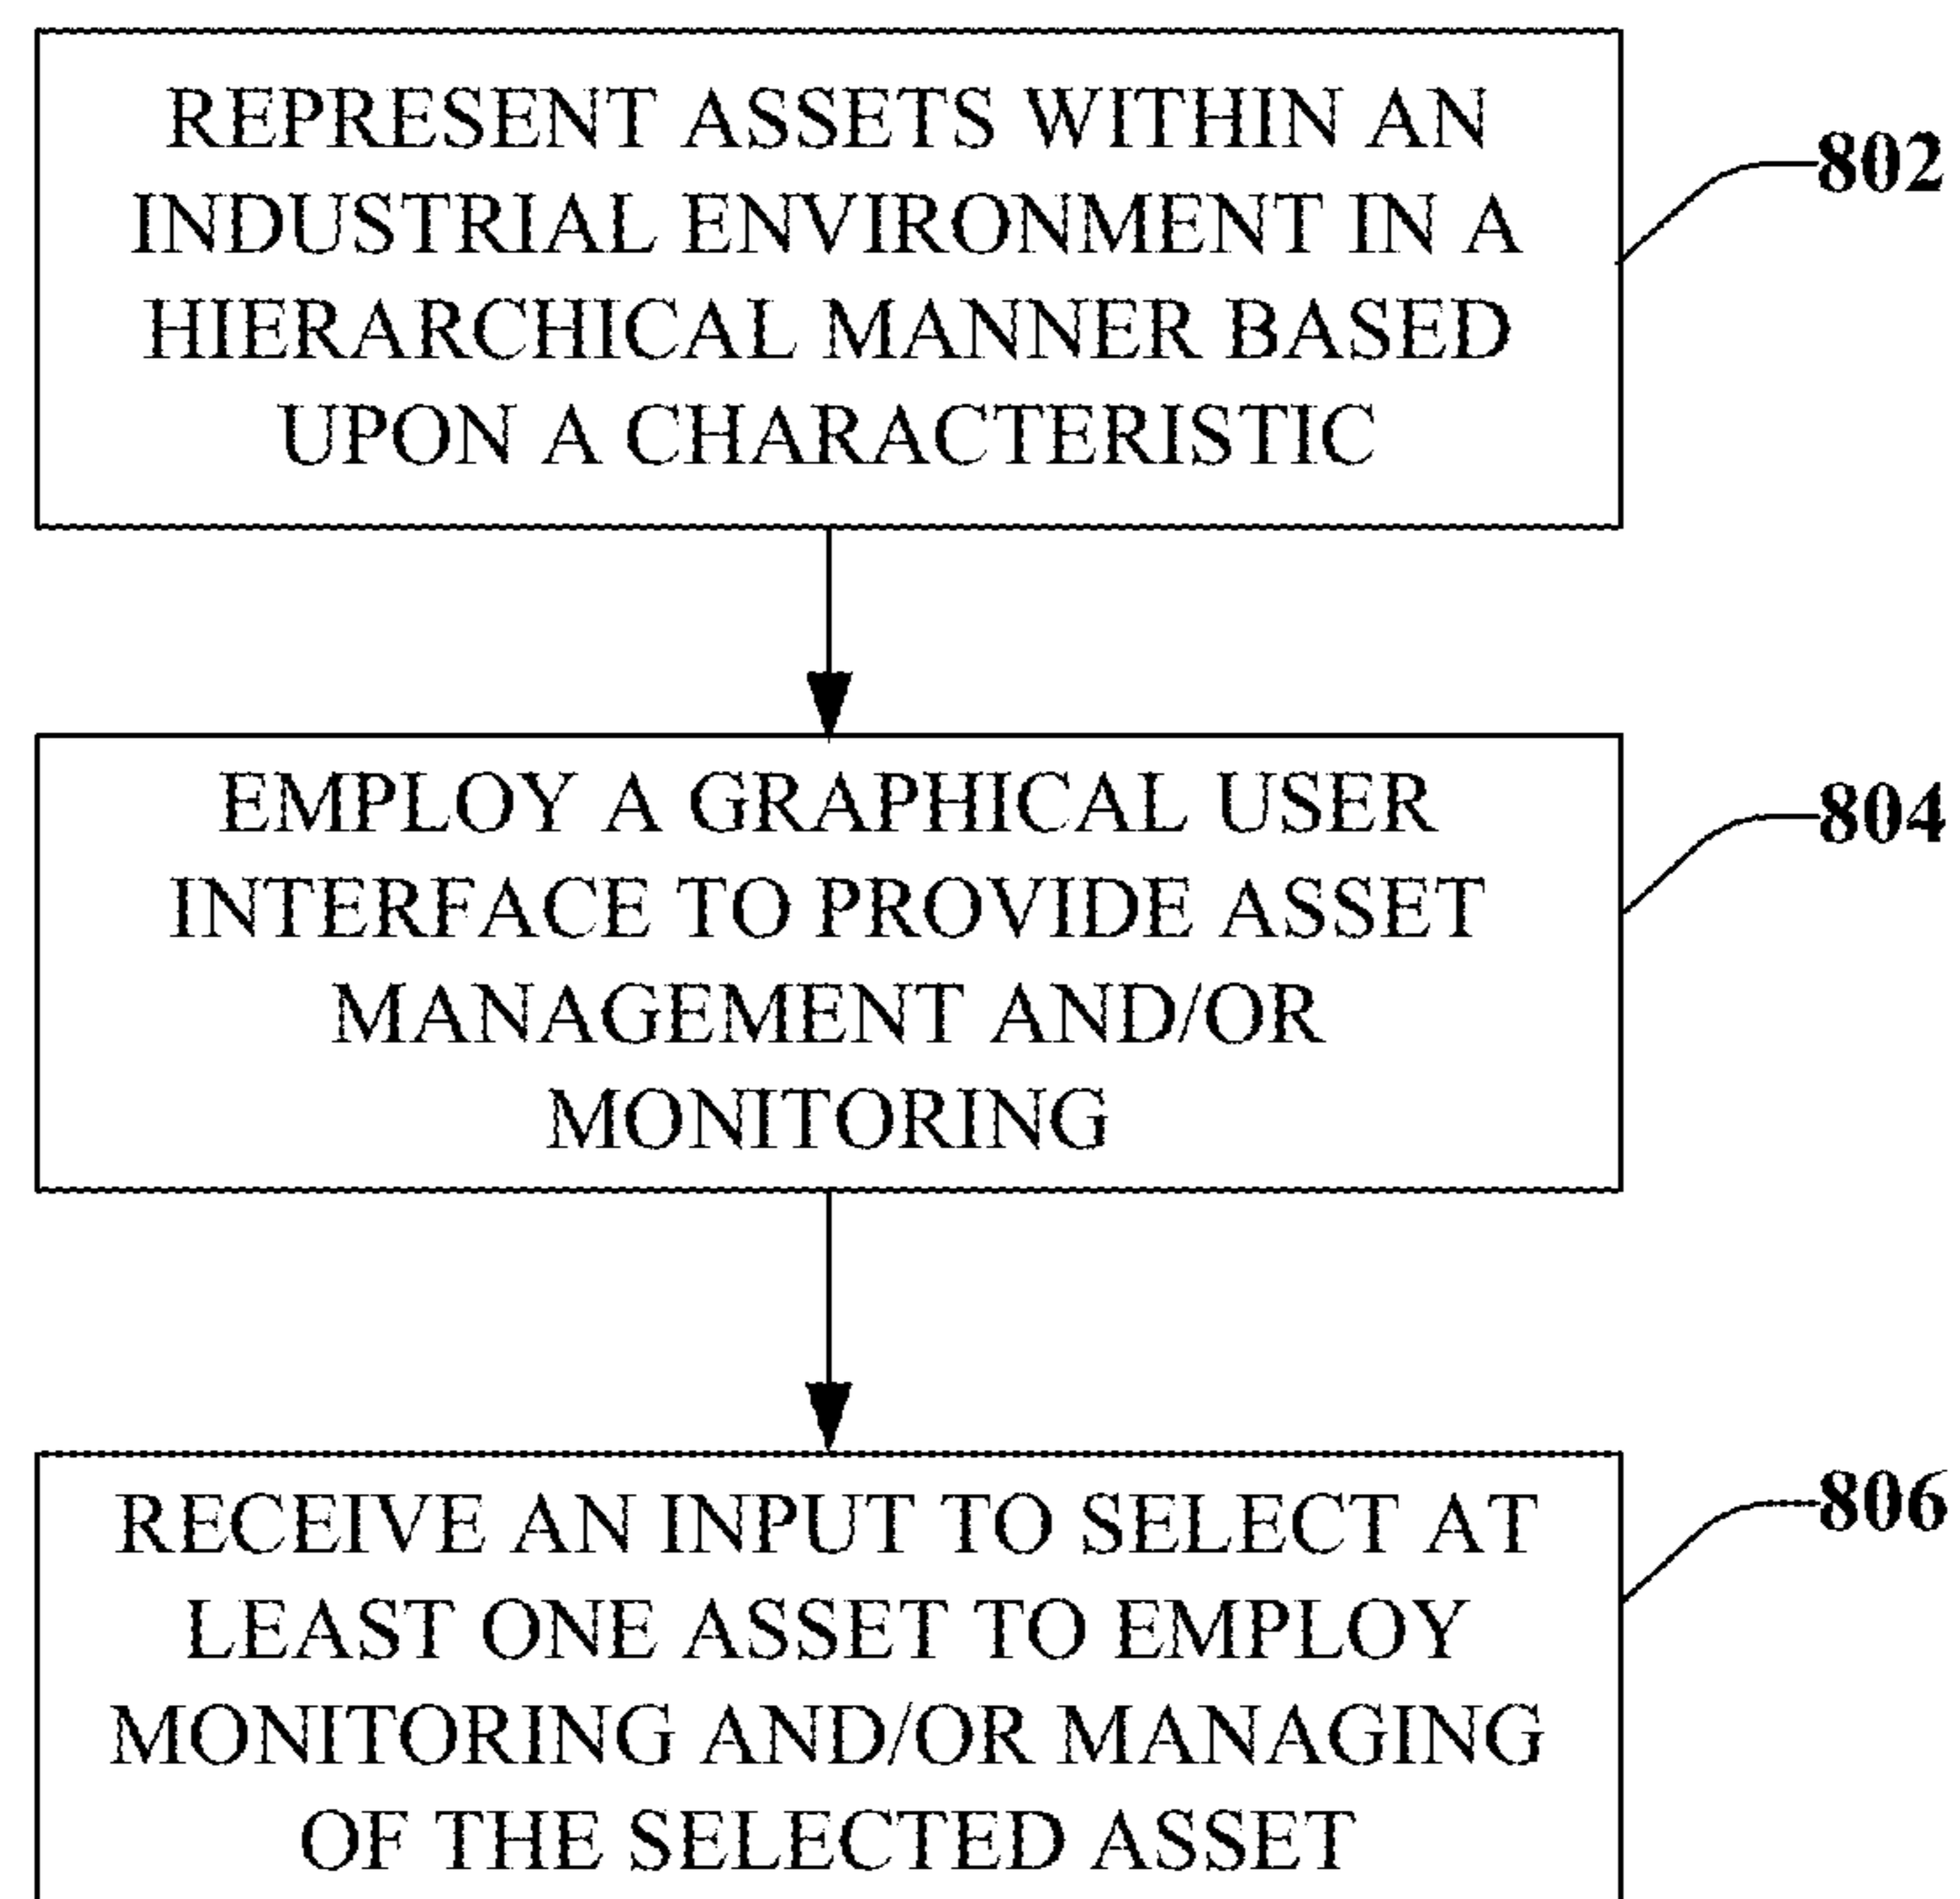 REPRESENT ASSETS WITHIN AN
INDUSTRIAL ENVIRONMENT IN A
HIERARCHICAL MANNER BASED
UPON A CHARACTERISTIC
802
EMPLOY A GRAPHICAL USER
INTERFACE TO PROVIDE ASSET
MANAGEMENT AND/OR
MONITORING
804
RECEIVE AN INPUT TO SELECT AT
LEAST ONE ASSET TO EMPLOY
MONITORING AND/OR MANAGING
OF THE SELECTED ASSET
806